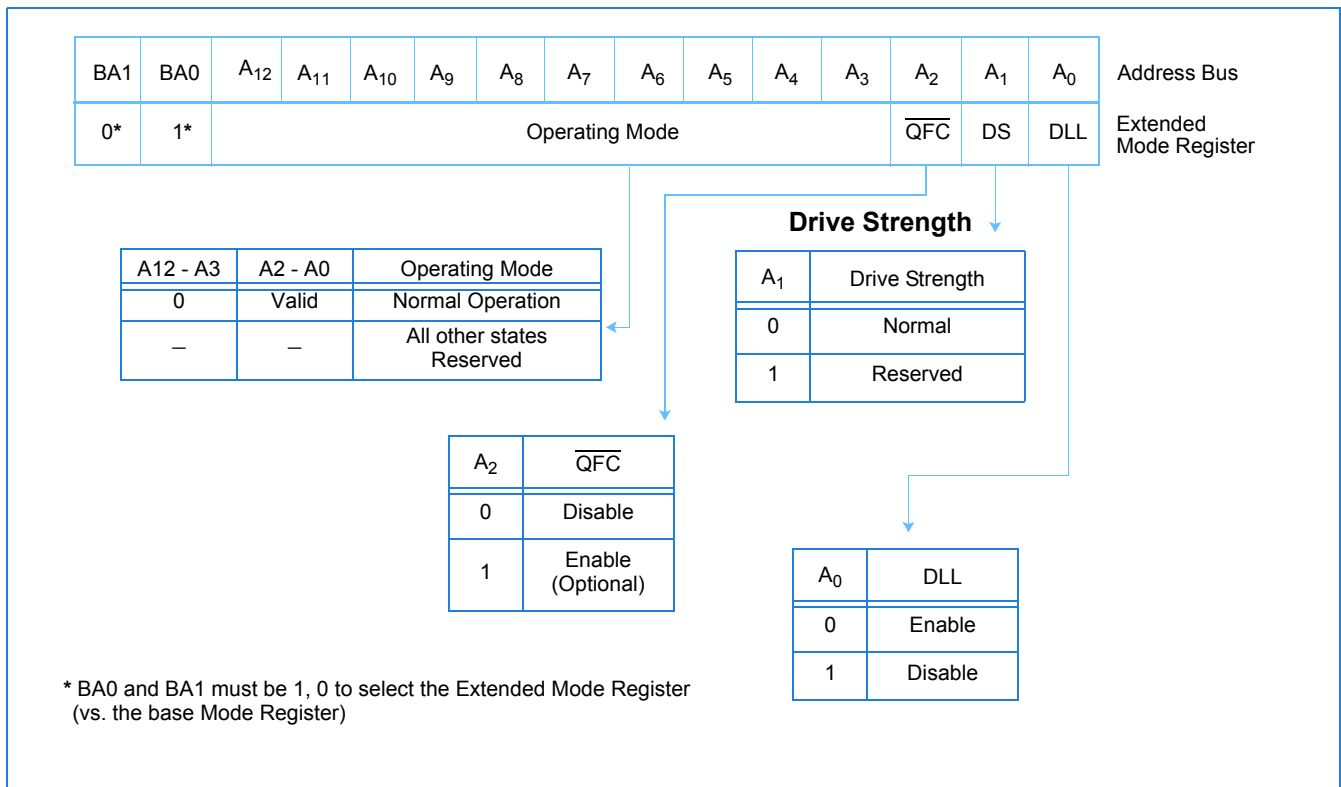 BA1 BA0 A12 A11 A10 A9 A8 A7 A6 A5 A4 A3 A2 A1 A0 Address Bus
0* 1* Operating Mode Q̅F̅C̅ DS DLL Extended
Mode Register
Drive Strength
A12 - A3 A2 - A0 Operating Mode
0 Valid Normal Operation
– – All other states
Reserved
A1 Drive Strength
0 Normal
1 Reserved
A2 Q̅F̅C̅
0 Disable
1 Enable
(Optional)
A0 DLL
0 Enable
1 Disable
* BA0 and BA1 must be 1, 0 to select the Extended Mode Register
(vs. the base Mode Register)